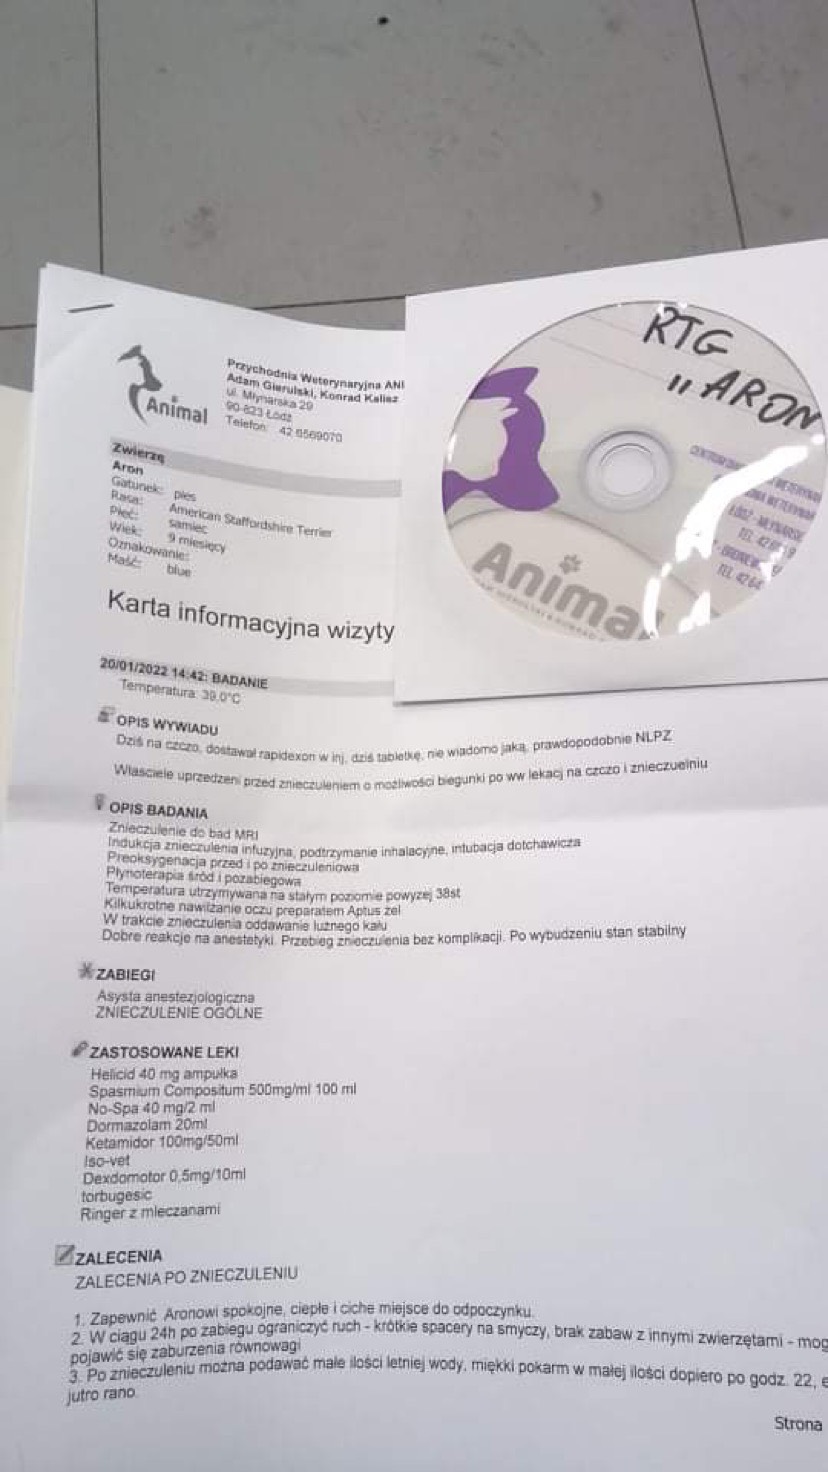 Animal
Przychodnia Weterynaryjna ANI
Adam Gierulski, Konrad Kalisz
ul. Młynarska 29
90-823 Łódź
Telefon: 42 6569070
Zwierzę
Aron
Gatunek: pies
Rasa: American Staffordshire Terrier
Płeć: samiec
Wiek: 9 miesięcy
Oznakowanie:
Maść: blue
Karta informacyjna wizyty
20/01/2022 14:42: BADANIE
Temperatura: 39.0°C
OPIS WYWIADU
Dziś na czczo, dostawał rapidexon w inj, dziś tabletkę, nie wiadomo jaką, prawdopodobnie NLPZ
Właściele uprzedzeni przed znieczuleniem o możliwości biegunki po ww lekacj na czczo i znieczuelniu
OPIS BADANIA
Znieczulenie do bad MRI
Indukcja znieczulenia infuzyjna, podtrzymanie inhalacyjne, intubacja dotchawicza
Preoksygenacja przed i po znieczuleniowa
Płynoterapia śród i pozabiegowa
Temperatura utrzymywana na stałym poziomie powyzej 38st
Kilkukrotne nawilżanie oczu preparatem Aptus żel
W trakcie znieczulenia oddawanie luźnego kału
Dobre reakcje na anestetyki. Przebieg znieczulenia bez komplikacji. Po wybudzeniu stan stabilny
ZABIEGI
Asysta anestezjologiczna
ZNIECZULENIE OGÓLNE
ZASTOSOWANE LEKI
Helicid 40 mg ampułka
Spasmium Compositum 500mg/ml 100 ml
No-Spa 40 mg/2 ml
Dormazolam 20ml
Ketamidor 100mg/50ml
Iso-vet
Dexdomotor 0,5mg/10ml
torbugesic
Ringer z mleczanami
ZALECENIA
ZALECENIA PO ZNIECZULENIU
1. Zapewnić Aronowi spokojne, ciepłe i ciche miejsce do odpoczynku.
2. W ciągu 24h po zabiegu ograniczyć ruch - krótkie spacery na smyczy, brak zabaw z innymi zwierzętami - mog
pojawić się zaburzenia równowagi
3. Po znieczuleniu można podawać małe ilości letniej wody, miękki pokarm w małej ilości dopiero po godz. 22, e
jutro rano.
Strona
RTG
"ARON
TEL. 42
TEL. 42 64
Animal